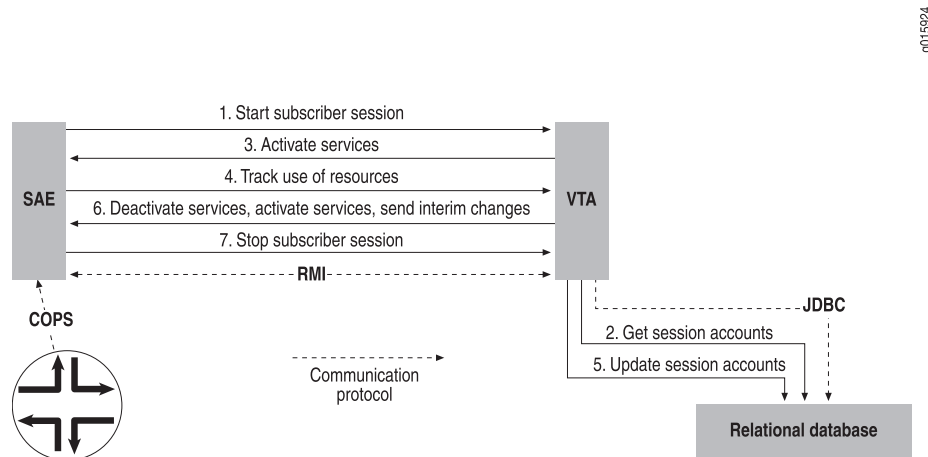 g015924
1. Start subscriber session
3. Activate services
4. Track use of resources
SAE
VTA
6. Deactivate services, activate services, send interim changes
7. Stop subscriber session
RMI
COPS
JDBC
2. Get session accounts
5. Update session accounts
Communication
protocol
Relational database